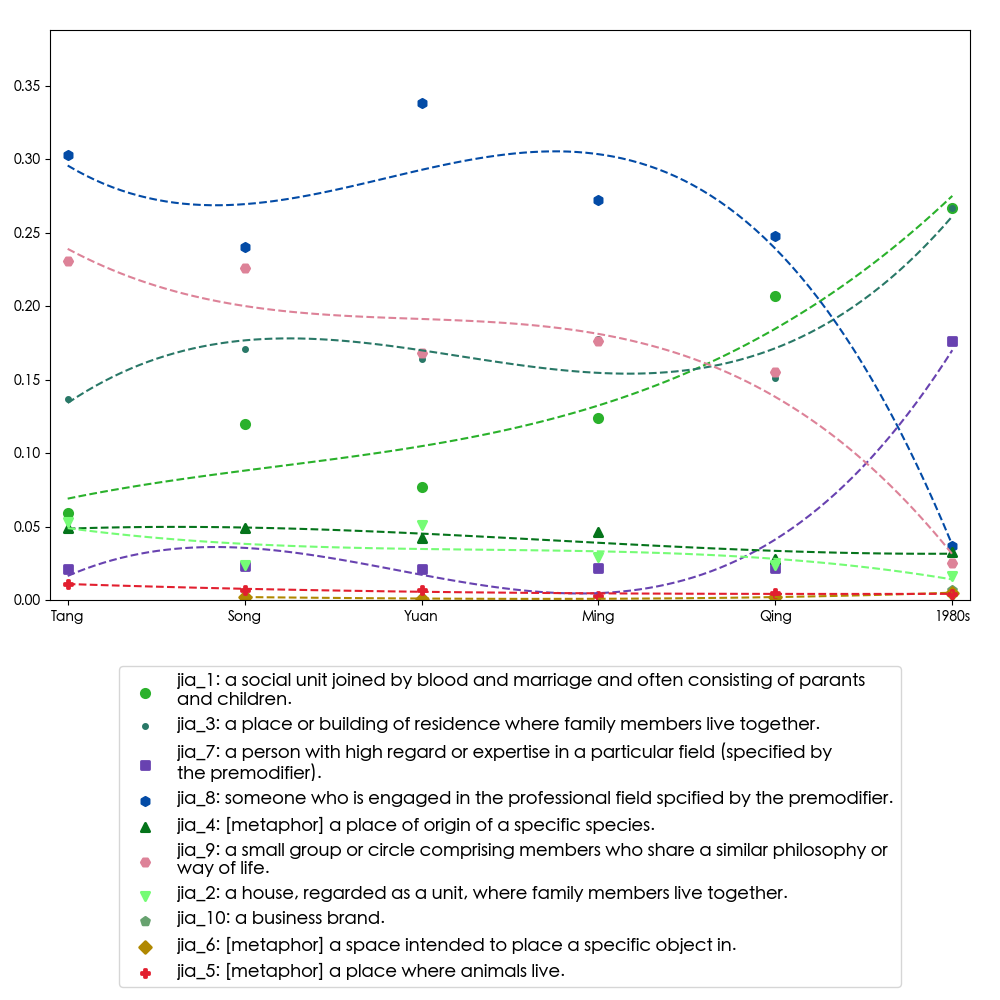 0.35
0.30
0.25
0.20
0.15
0.10
0.05
0.00
Tang Song Yuan Ming Qing 1980s
jia_1: a social unit joined by blood and marriage and often consisting of parants
and children.
jia_3: a place or building of residence where family members live together.
jia_7: a person with high regard or expertise in a particular field (specified by
the premodifier).
jia_8: someone who is engaged in the professional field spcified by the premodifier.
jia_4: [metaphor] a place of origin of a specific species.
jia_9: a small group or circle comprising members who share a similar philosophy or
way of life.
jia_2: a house, regarded as a unit, where family members live together.
jia_10: a business brand.
jia_6: [metaphor] a space intended to place a specific object in.
jia_5: [metaphor] a place where animals live.